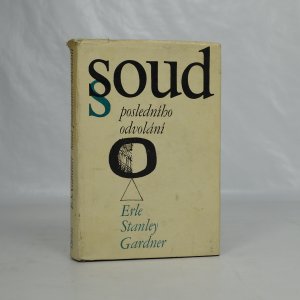 soud
posledního
odvolání
Erle
Stanley
Gardner